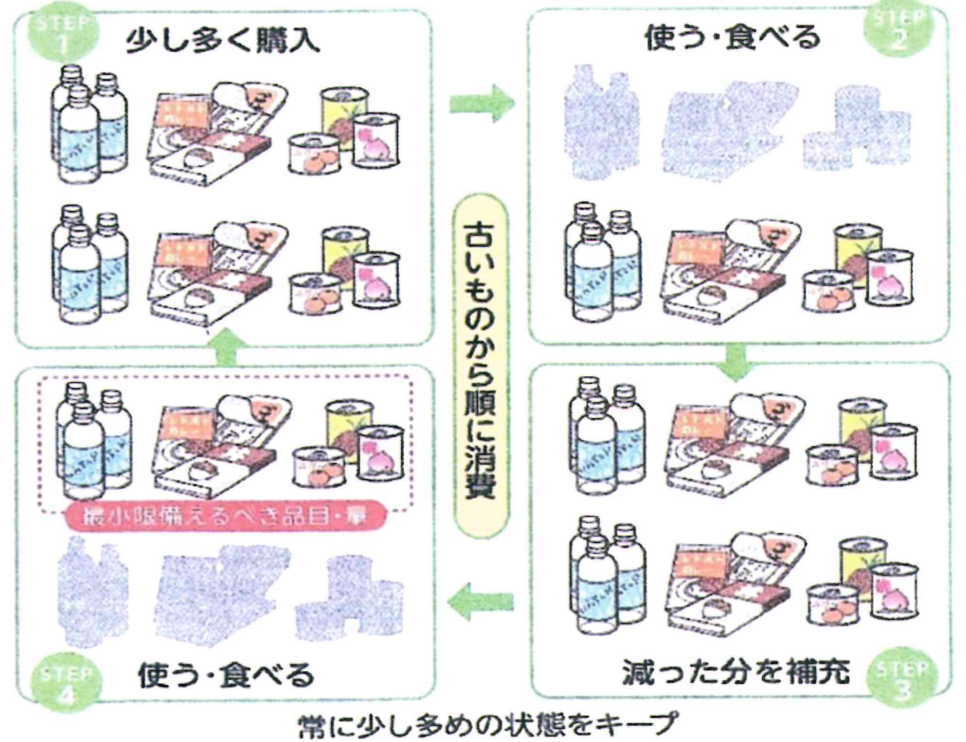 STEP 1
少し多く購入
STEP 2
使う・食べる
古いものから順に消費
最小限備えるべき品目・量
STEP 4
使う・食べる
減った分を補充
STEP 3
常に少し多めの状態をキープ